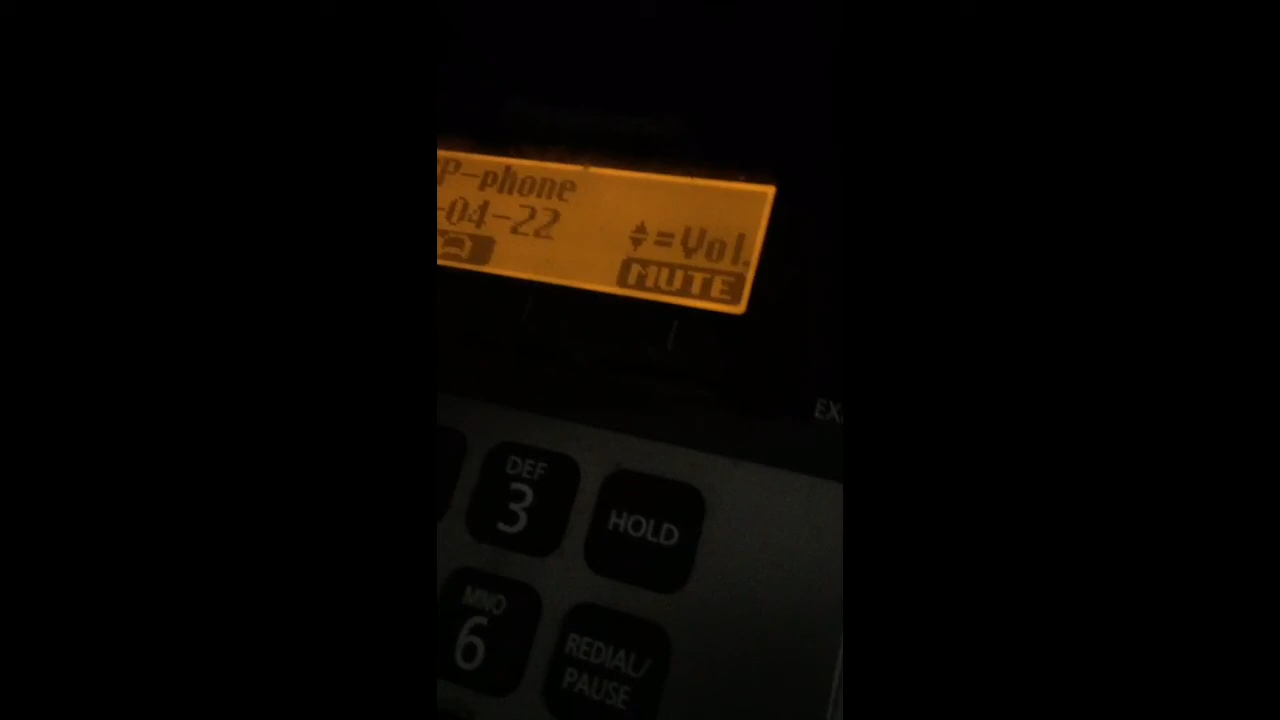 P-phone
-04-22
=Vol.
MUTE
DEF
3
HOLD
MNO
6
REDIAL/
PAUSE